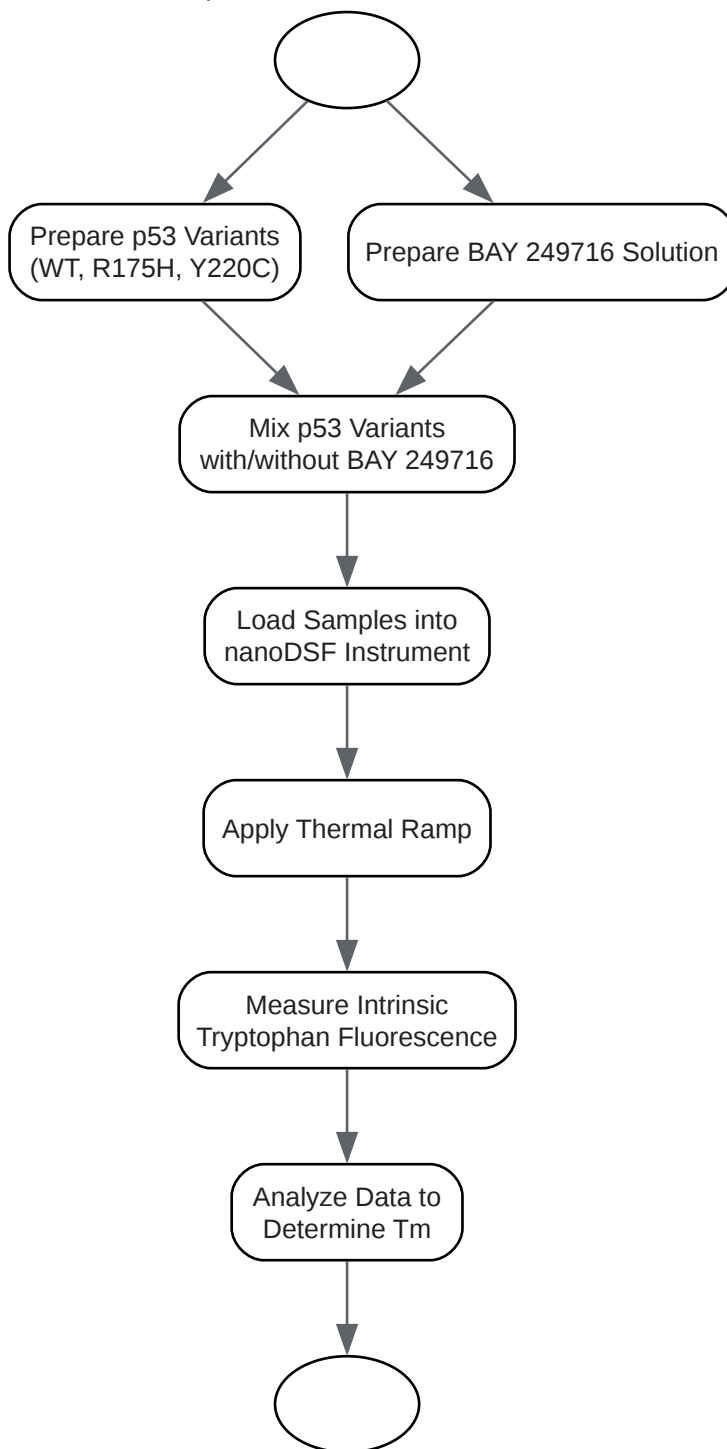 Prepare p53 Variants
(WT, R175H, Y220C)
Prepare BAY 249716 Solution
Mix p53 Variants
with/without BAY 249716
Load Samples into
nanoDSF Instrument
Apply Thermal Ramp
Measure Intrinsic
Tryptophan Fluorescence
Analyze Data to
Determine Tm